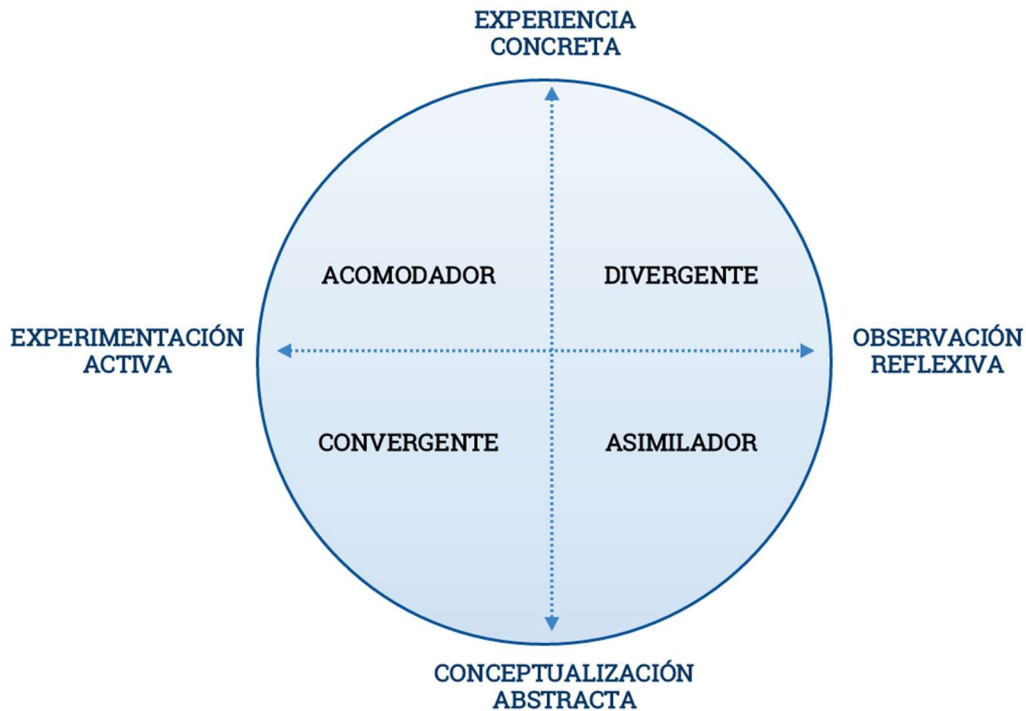 EXPERIENCIA
CONCRETA
ACOMODADOR
DIVERGENTE
EXPERIMENTACIÓN
ACTIVA
OBSERVACIÓN
REFLEXIVA
CONVERGENTE
ASIMILADOR
CONCEPTUALIZACIÓN
ABSTRACTA